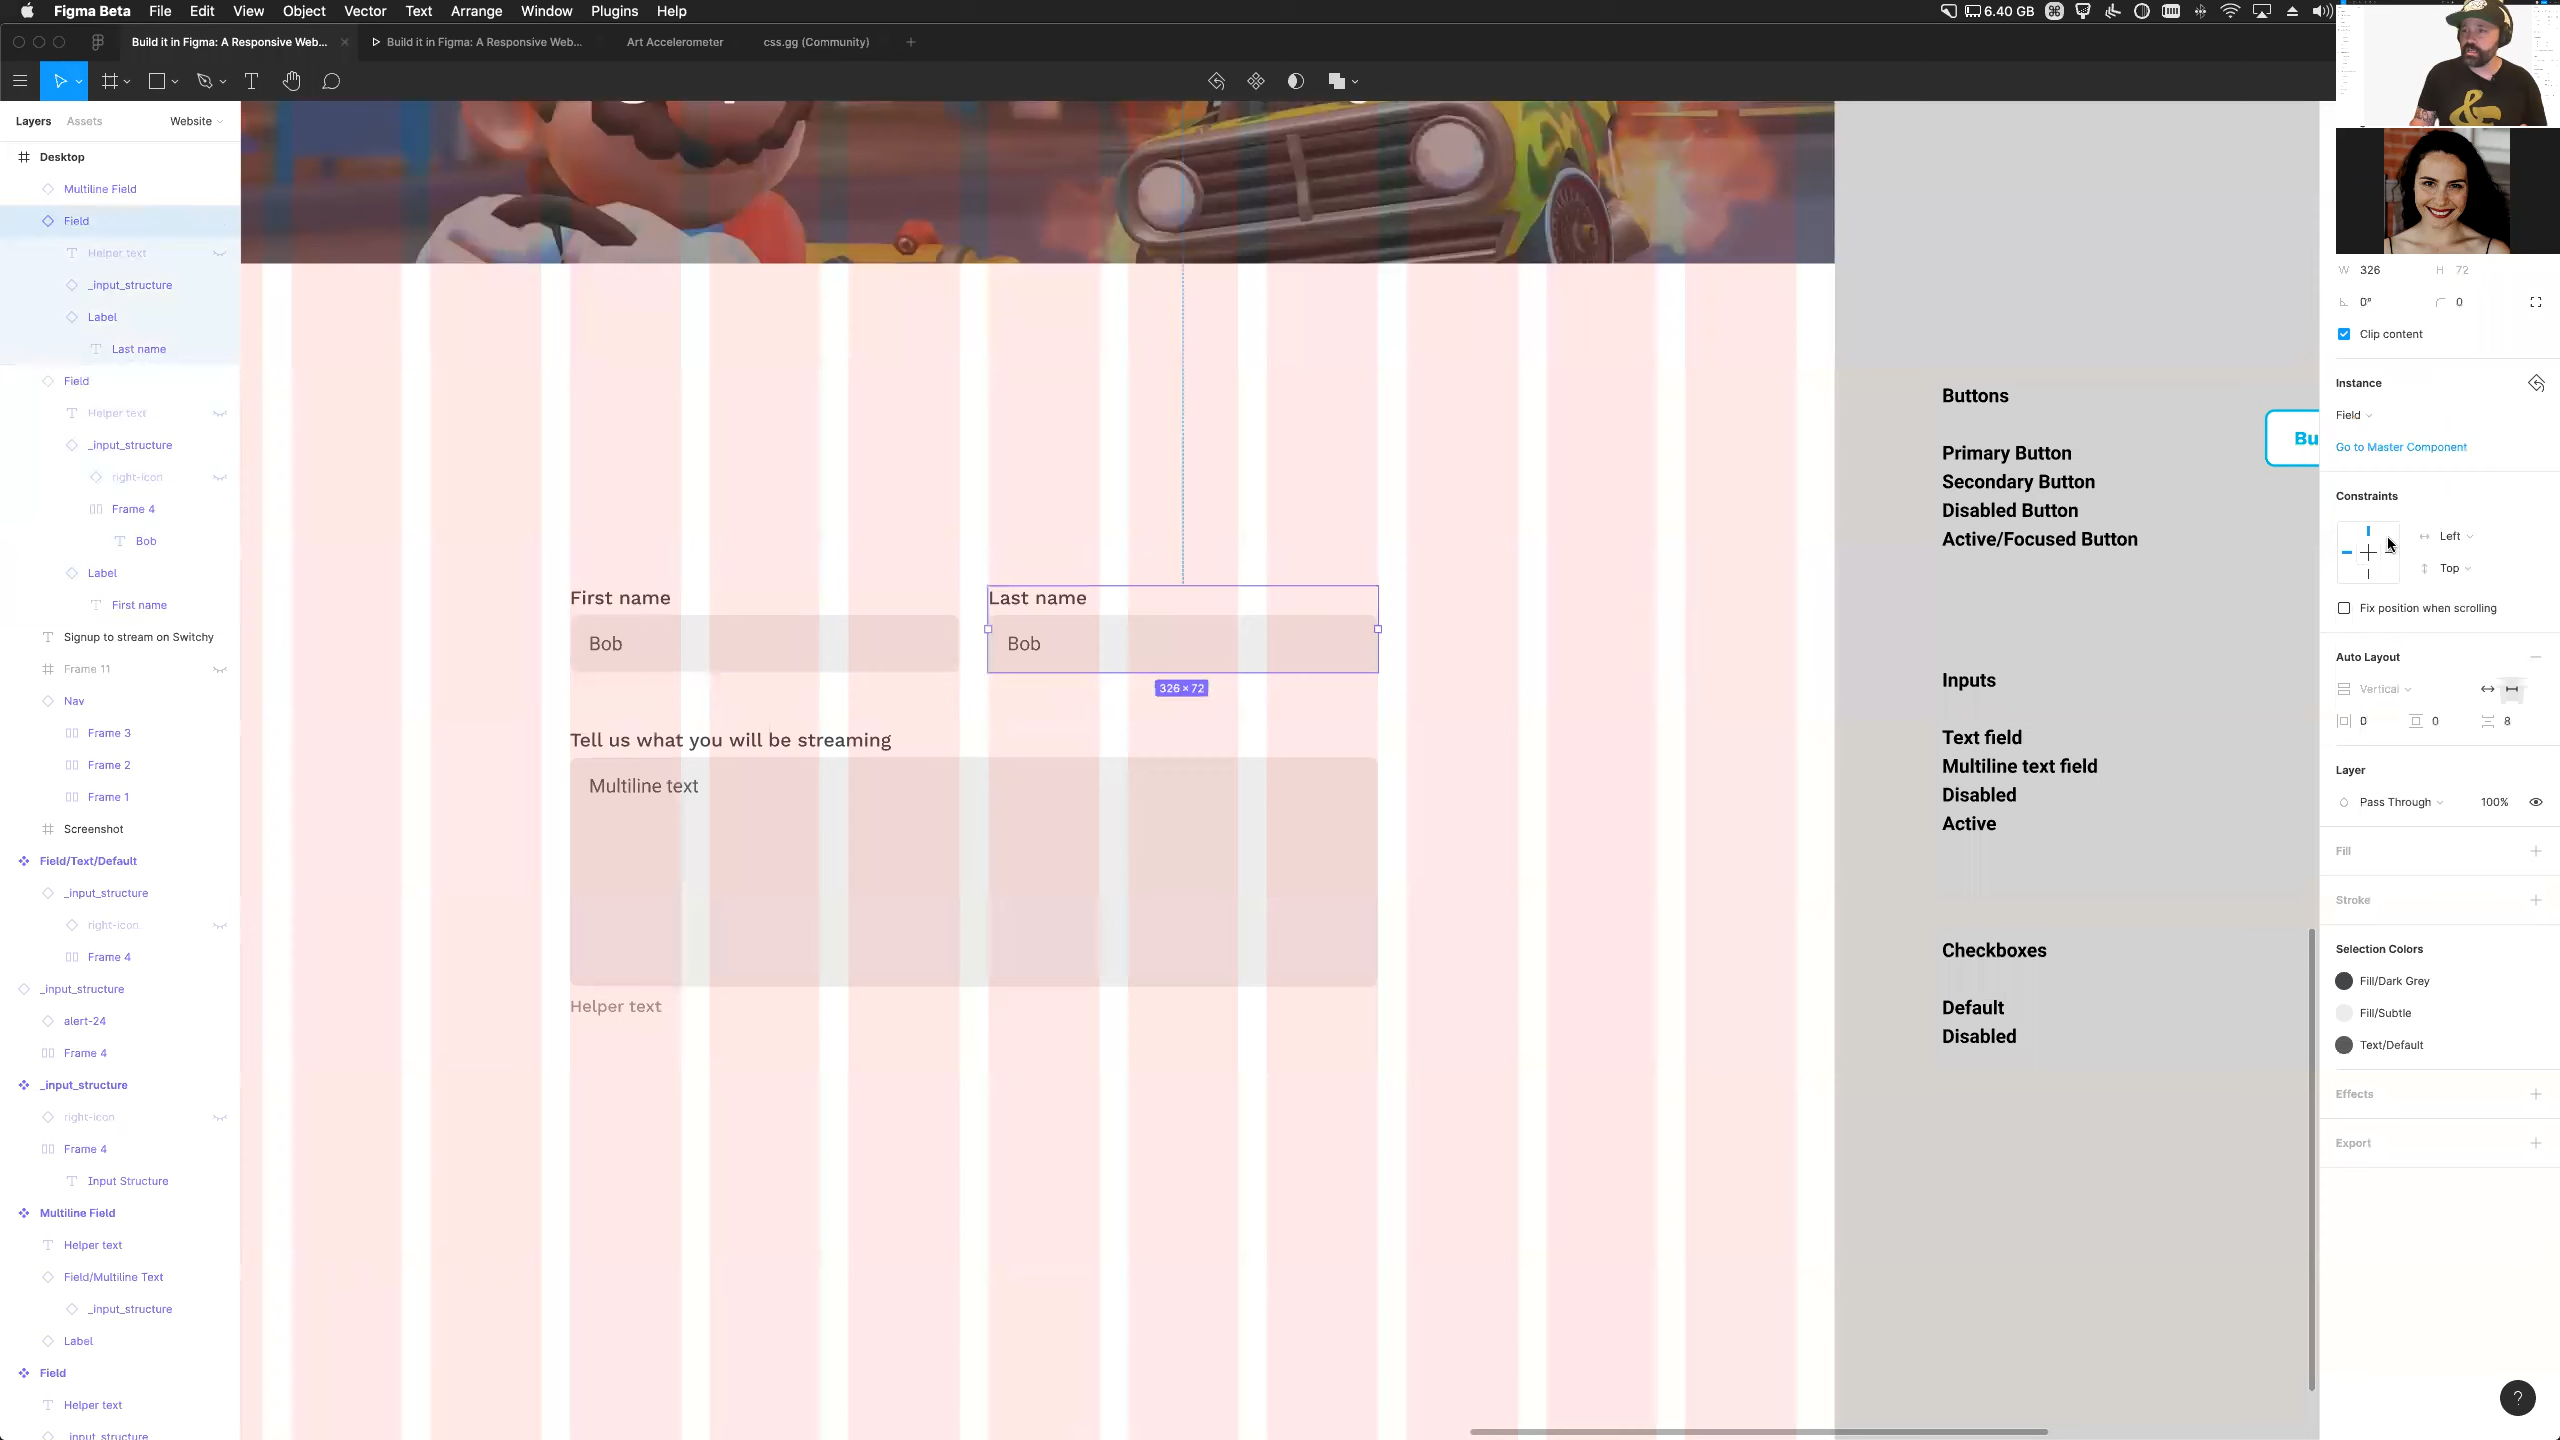 Figma Beta File Edit View Object Vector Text Arrange Window Plugins Help 6.40 GB
Build it in Figma: A Responsive Web... Build it in Figma: A Responsive Web... Art Accelerometer css.gg (Community)
Layers Assets Website
Desktop
Multiline Field
Field
Helper text
_input_structure
Label
Last name
Field
Helper text
_input_structure
right-icon
Frame 4
Bob
Label
First name
Signup to stream on Switchy
Frame 11
Nav
Frame 3
Frame 2
Frame 1
Screenshot
Field/Text/Default
_input_structure
right-icon
Frame 4
_input_structure
alert-24
Frame 4
_input_structure
right-icon
Frame 4
Input Structure
Multiline Field
Helper text
Field/Multiline Text
_input_structure
Label
Field
Helper text
_input_structure
First name
Bob
Last name
Bob
326 × 72
Tell us what you will be streaming
Multiline text
Helper text
Buttons
Bu
Primary Button
Secondary Button
Disabled Button
Active/Focused Button
Inputs
Text field
Multiline text field
Disabled
Active
Checkboxes
Default
Disabled
&
W 326 H 72
0° 0
Clip content
Instance
Field
Go to Master Component
Constraints
Left
Top
Fix position when scrolling
Auto Layout
Vertical
0 0 8
Layer
Pass Through 100%
Fill
Stroke
Selection Colors
Fill/Dark Grey
Fill/Subtle
Text/Default
Effects
Export
?